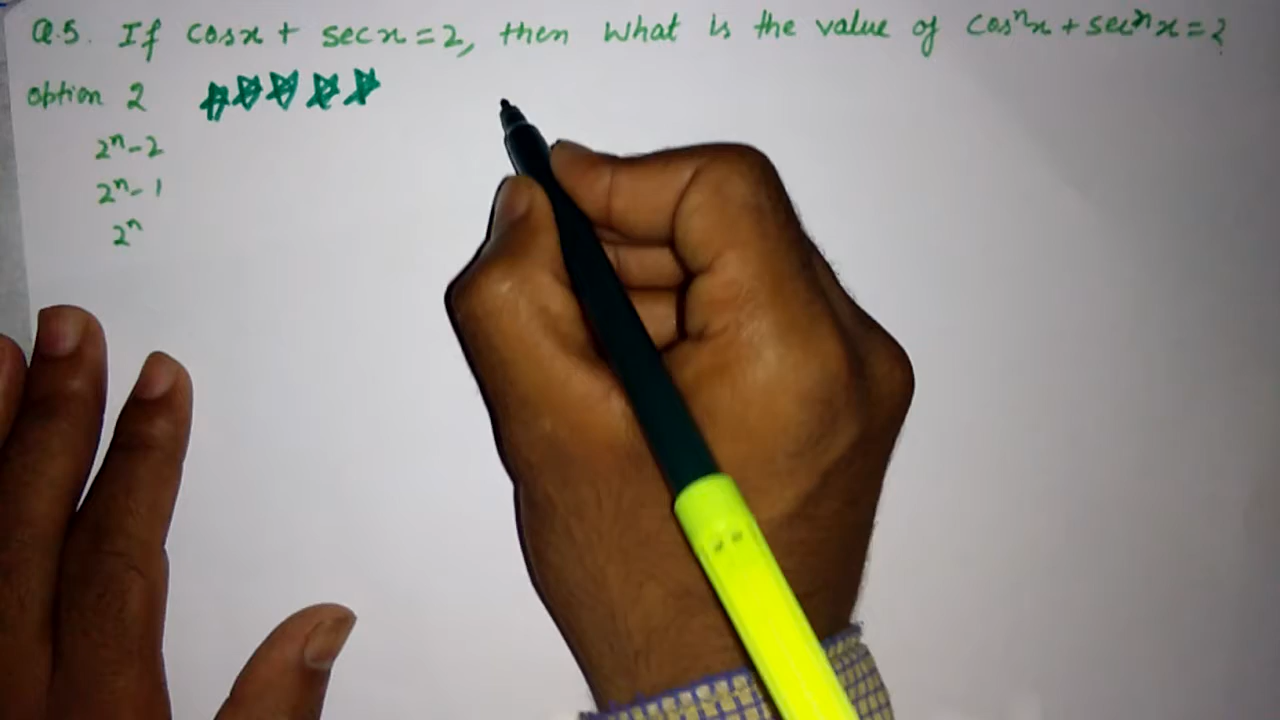 Q.5. If cosx + secx = 2, then What is the value of cosⁿx + secⁿx = ?
option 2
2ⁿ-2
2ⁿ-1
2ⁿ